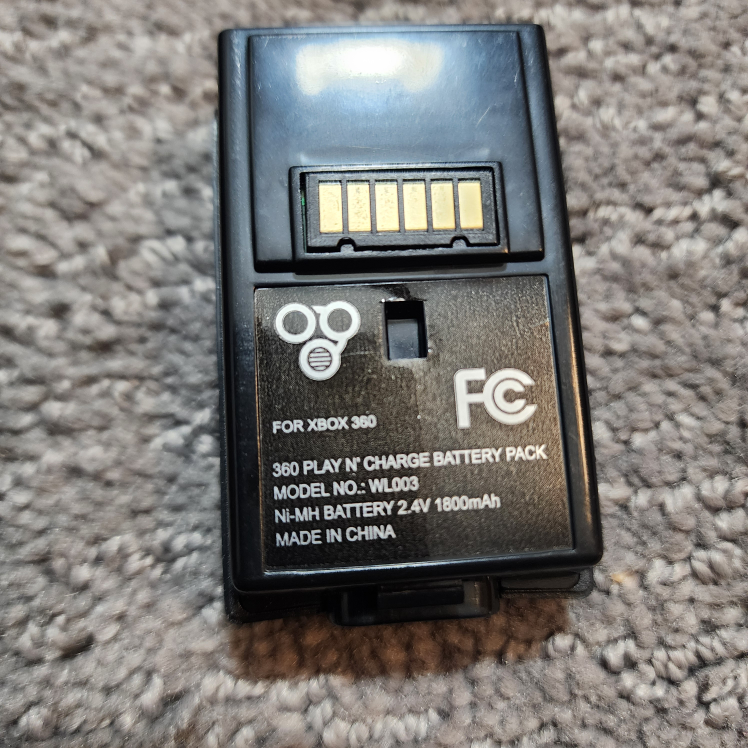 FC
FOR XBOX 360
360 PLAY N' CHARGE BATTERY PACK
MODEL NO.: WL003
Ni-MH BATTERY 2.4V 1800mAh
MADE IN CHINA